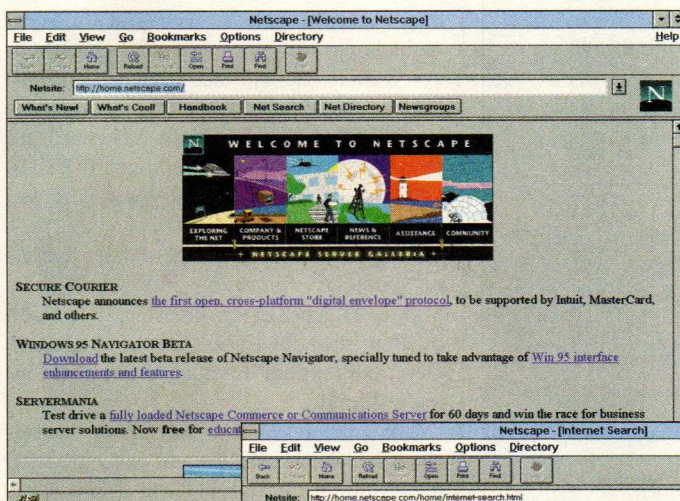 Netscape - [Welcome to Netscape]
File Edit View Go Bookmarks Options Directory Help
Home Reload Open Print Find
Netsite: http://home.netscape.com/
What's New! What's Cool! Handbook Net Search Net Directory Newsgroups
N
N
WELCOME TO NETSCAPE
EXPLORING THE NET
COMPANY & PRODUCTS
NETSCAPE STORE
NEWS & REFERENCE
ASSISTANCE
COMMUNITY
NETSCAPE SERVER GALLERIA
SECURE COURIER
Netscape announces the first open, cross-platform "digital envelope" protocol, to be supported by Intuit, MasterCard,
and others.
WINDOWS 95 NAVIGATOR BETA
Download the latest beta release of Netscape Navigator, specially tuned to take advantage of Win 95 interface
enhancements and features.
SERVERMANIA
Test drive a fully loaded Netscape Commerce or Communications Server for 60 days and win the race for business
server solutions. Now free for educat
Netscape - [Internet Search]
File Edit View Go Bookmarks Options Directory
Back Home Reload Open Print Find
Netsite: http://home.netscape.com/home/internet-search.html